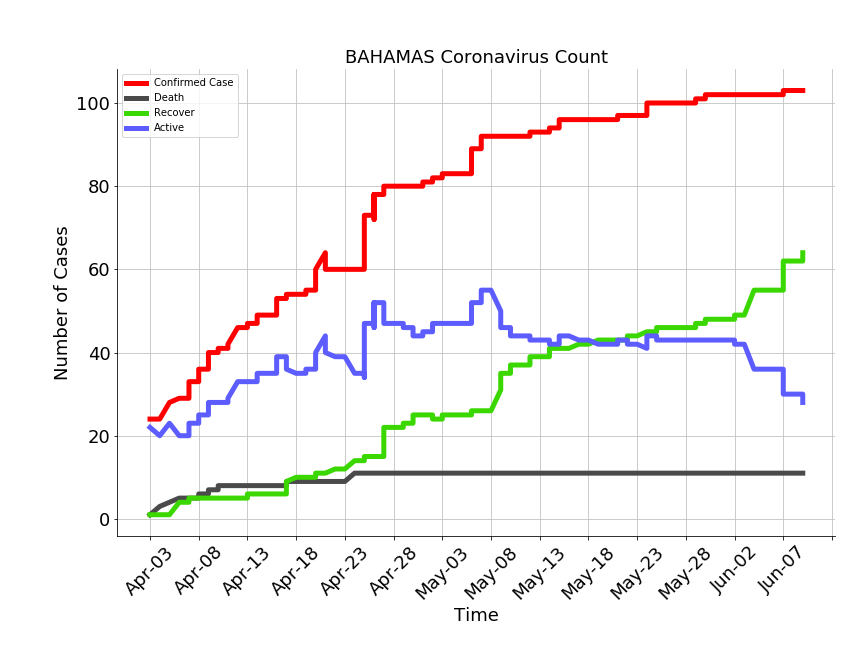 BAHAMAS Coronavirus Count
Confirmed Case
Death
Recover
Active
Number of Cases
100
80
60
40
20
0
Apr-03
Apr-08
Apr-13
Apr-18
Apr-23
Apr-28
May-03
May-08
May-13
May-18
May-23
May-28
Jun-02
Jun-07
Time